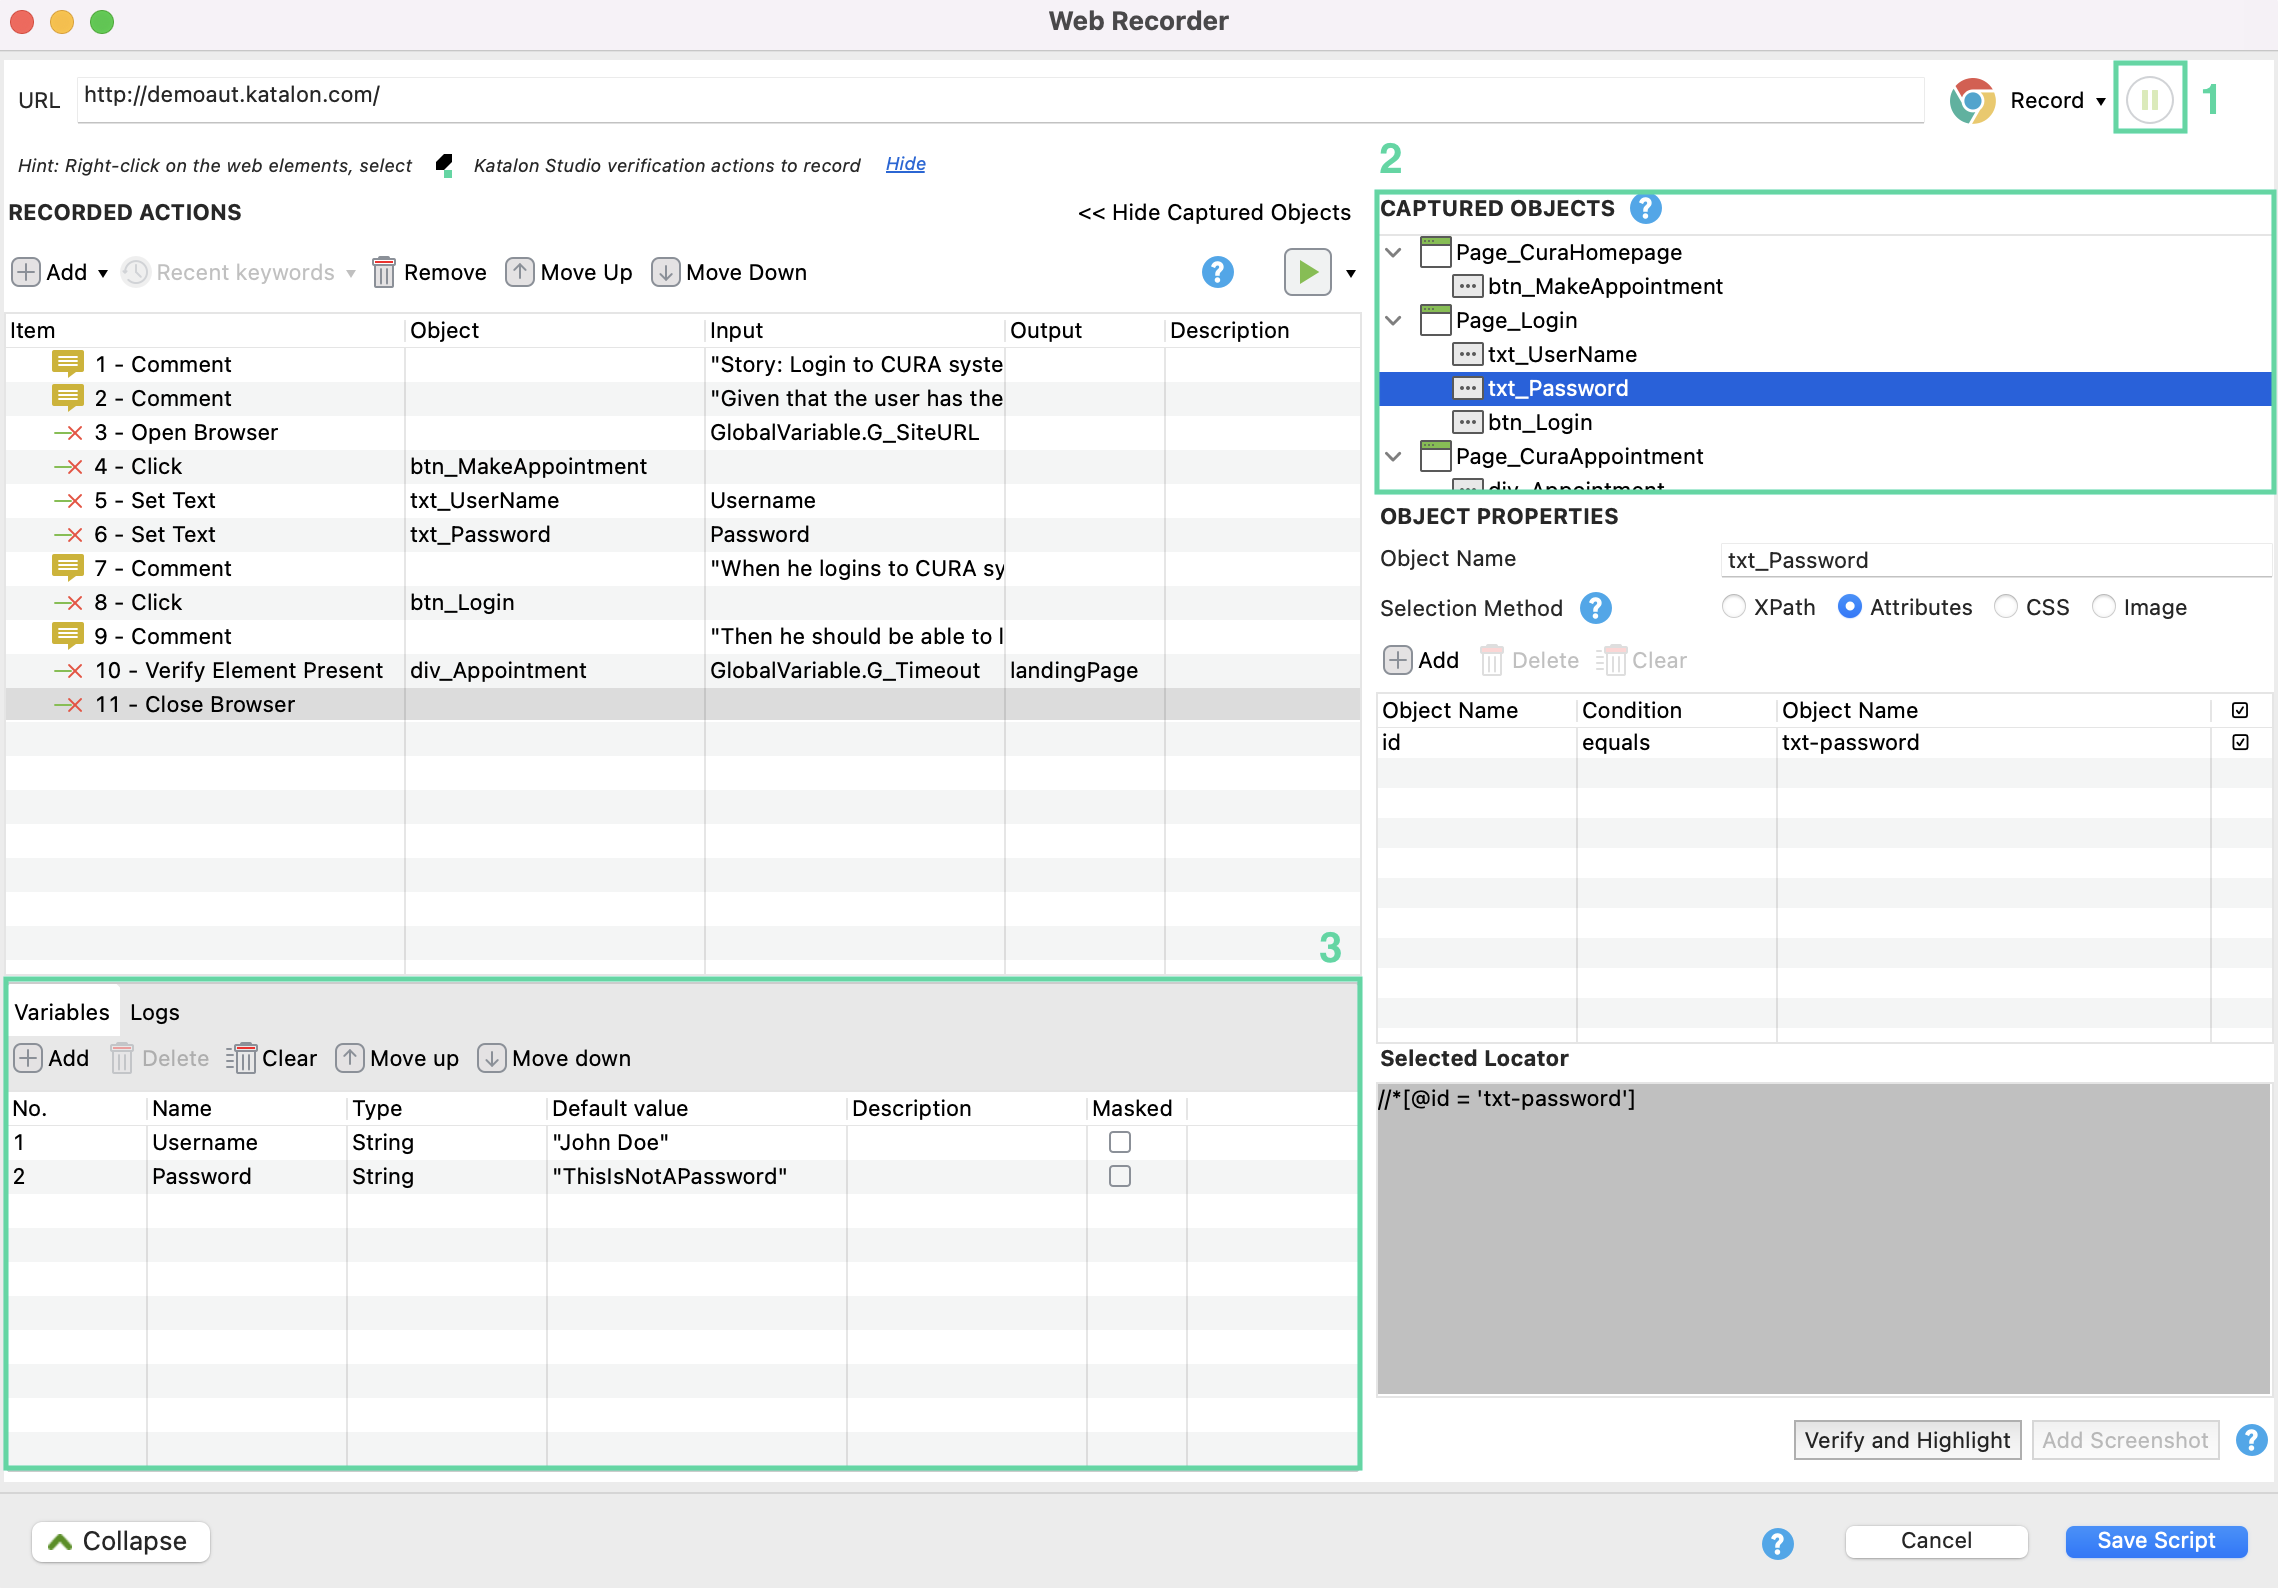 Web Recorder
URL http://demoaut.katalon.com/ Record 1
Hint: Right-click on the web elements, select Katalon Studio verification actions to record Hide
RECORDED ACTIONS << Hide Captured Objects
Add Recent keywords Remove Move Up Move Down ?
Item Object Input Output Description
1 - Comment "Story: Login to CURA syste
2 - Comment "Given that the user has the
3 - Open Browser GlobalVariable.G_SiteURL
4 - Click btn_MakeAppointment
5 - Set Text txt_UserName Username
6 - Set Text txt_Password Password
7 - Comment "When he logins to CURA sy
8 - Click btn_Login
9 - Comment "Then he should be able to l
10 - Verify Element Present div_Appointment GlobalVariable.G_Timeout landingPage
11 - Close Browser
2
CAPTURED OBJECTS ?
Page_CuraHomepage
btn_MakeAppointment
Page_Login
txt_UserName
txt_Password
btn_Login
Page_CuraAppointment
div_Appointment
OBJECT PROPERTIES
Object Name txt_Password
Selection Method ? XPath Attributes CSS Image
Add Delete Clear
Object Name Condition Object Name
id equals txt-password
3
Variables Logs
Add Delete Clear Move up Move down
No. Name Type Default value Description Masked
1 Username String "John Doe"
2 Password String "ThisIsNotAPassword"
Selected Locator
//*[@id = 'txt-password']
Verify and Highlight Add Screenshot ?
Collapse ? Cancel Save Script